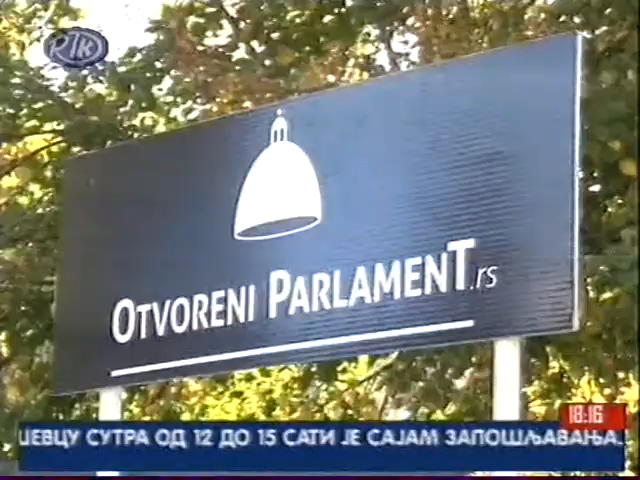 RTK
OTVORENI PARLAMENT.rs
18:16
ЦЕВЦУ СУТРА ОД 12 ДО 15 САТИ ЈЕ САЈАМ ЗАПОШЉАВАЊА.